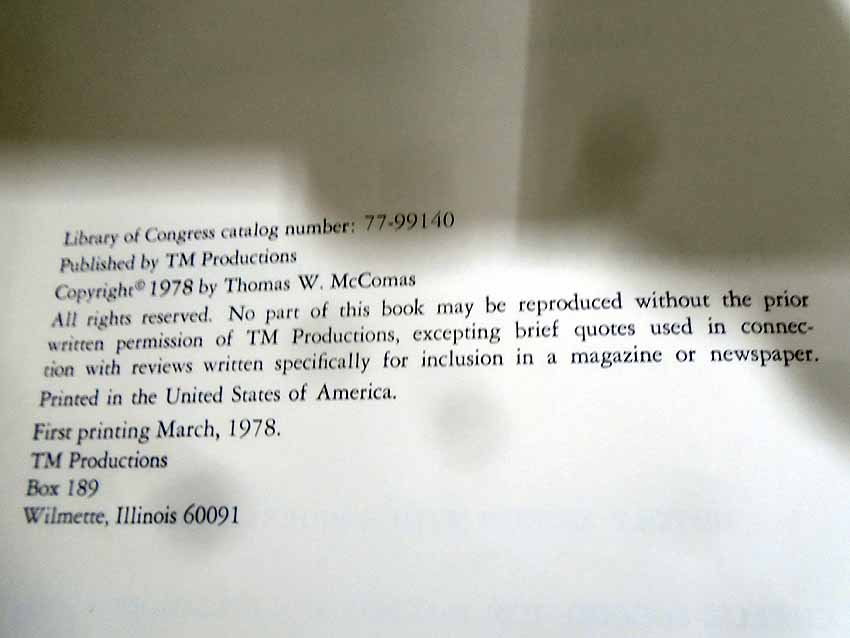 Library of Congress catalog number: 77-99140
Published by TM Productions
Copyright© 1978 by Thomas W. McComas
All rights reserved. No part of this book may be reproduced without the prior
written permission of TM Productions, excepting brief quotes used in connec-
tion with reviews written specifically for inclusion in a magazine or newspaper.
Printed in the United States of America.
First printing March, 1978.
TM Productions
Box 189
Wilmette, Illinois 60091